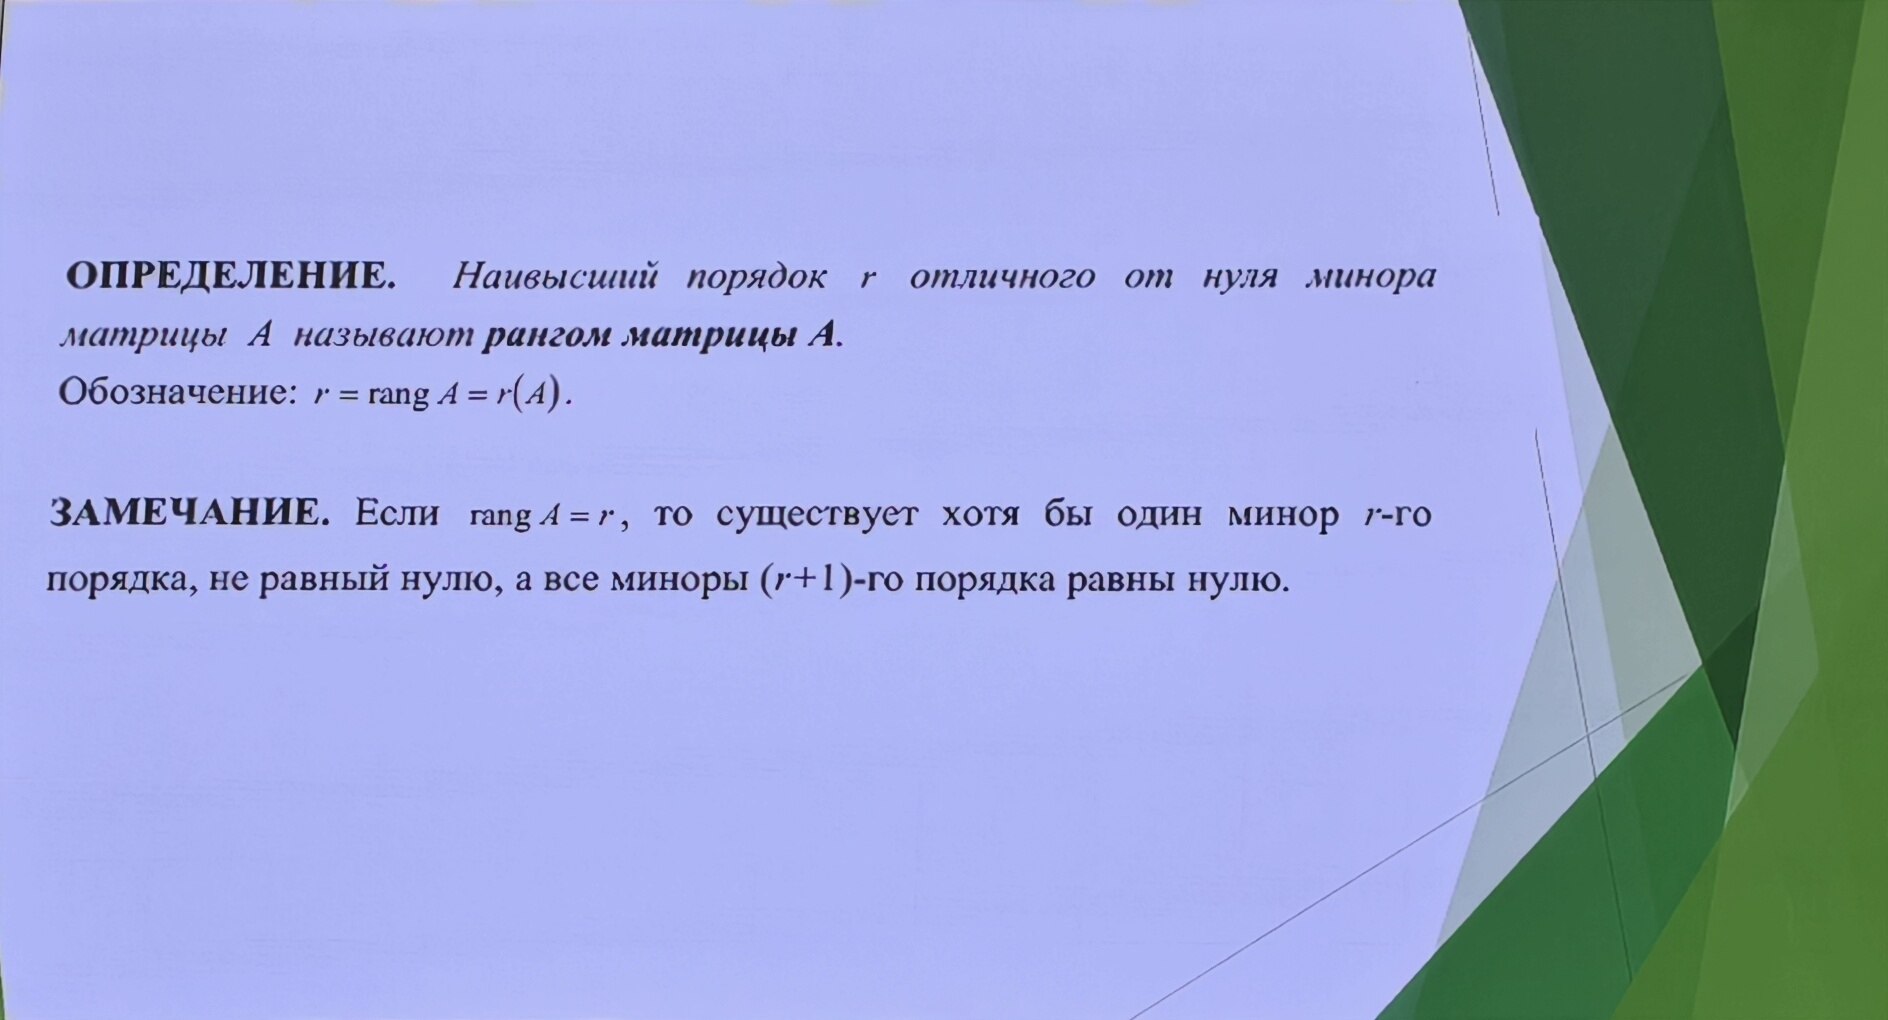 ОПРЕДЕЛЕНИЕ. Наивысший порядок r отличного от нуля минора
матрицы A называют рангом матрицы A.
Обозначение: r = rang A = r(A).
ЗАМЕЧАНИЕ. Если rang A = r, то существует хотя бы один минор r-го
порядка, не равный нулю, а все миноры (r+1)-го порядка равны нулю.